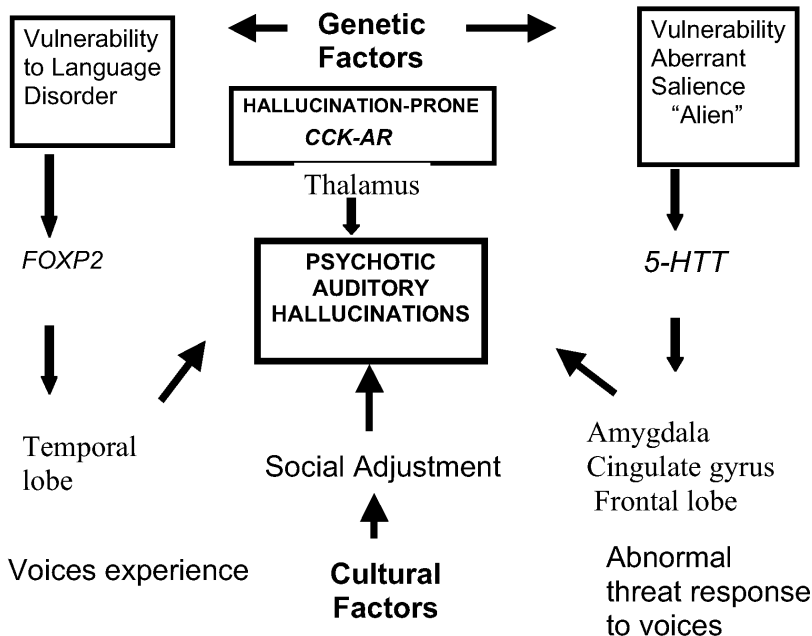 Genetic
Factors
Vulnerability
to Language
Disorder
Vulnerability
Aberrant
Salience
“Alien”
HALLUCINATION-PRONE
CCK-AR
Thalamus
FOXP2
PSYCHOTIC
AUDITORY
HALLUCINATIONS
5-HTT
Temporal
lobe
Social Adjustment
Amygdala
Cingulate gyrus
Frontal lobe
Voices experience
Cultural
Factors
Abnormal
threat response
to voices